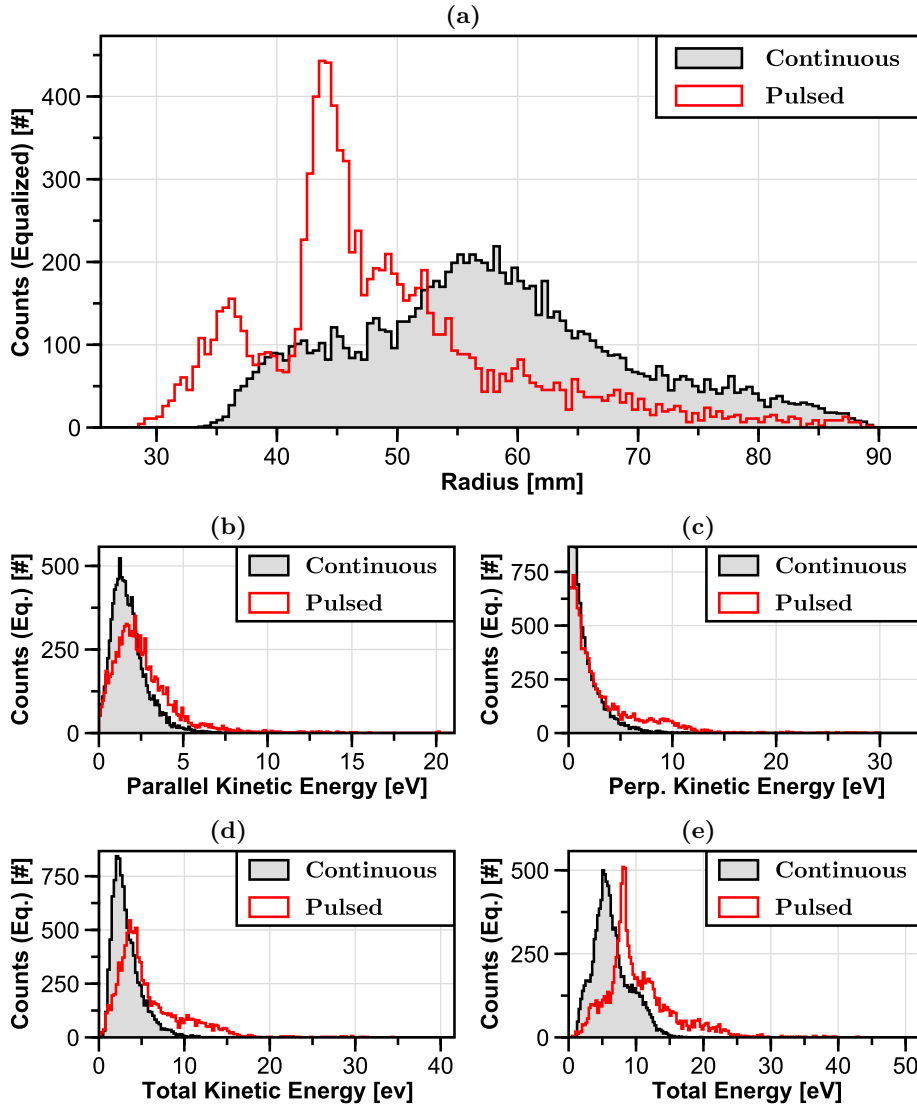 (a)
Counts (Equalized) [#]
400
300
200
100
0
Continuous
Pulsed
30 40 50 60 70 80 90
Radius [mm]
(b) (c)
Counts (Eq.) [#]
500
250
0
Continuous
Pulsed
0 5 10 15 20
Parallel Kinetic Energy [eV]
Counts (Eq.) [#]
750
500
250
0
Continuous
Pulsed
0 10 20 30
Perp. Kinetic Energy [eV]
(d) (e)
Counts (Eq.) [#]
750
500
250
0
Continuous
Pulsed
0 10 20 30 40
Total Kinetic Energy [ev]
Counts (Eq.) [#]
500
250
0
Continuous
Pulsed
0 10 20 30 40 50
Total Energy [eV]